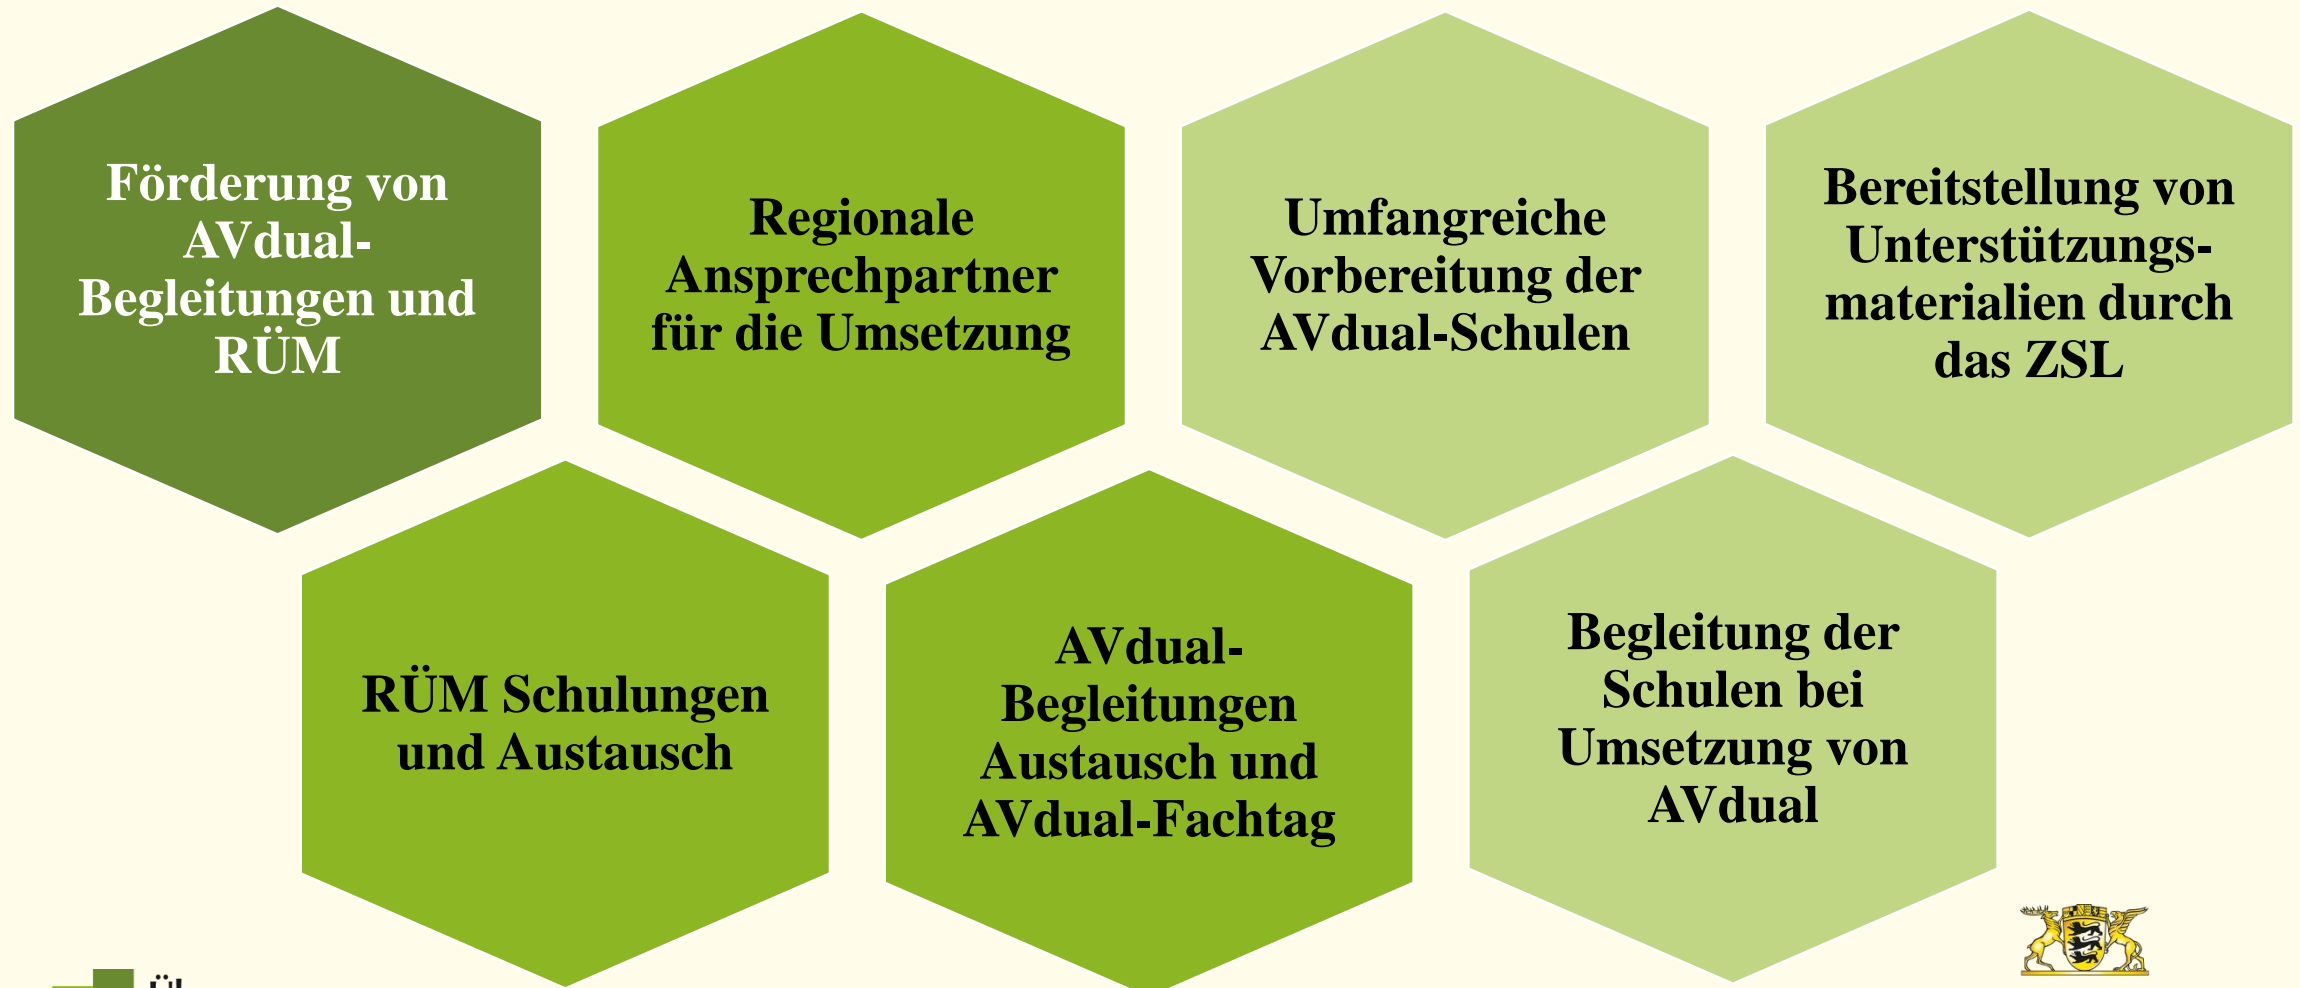 Förderung von
AVdual-
Begleitungen und
RÜM
Regionale
Ansprechpartner
für die Umsetzung
Umfangreiche
Vorbereitung der
AVdual-Schulen
Bereitstellung von
Unterstützungs-
materialien durch
das ZSL
RÜM Schulungen
und Austausch
AVdual-
Begleitungen
Austausch und
AVdual-Fachtag
Begleitung der
Schulen bei
Umsetzung von
AVdual